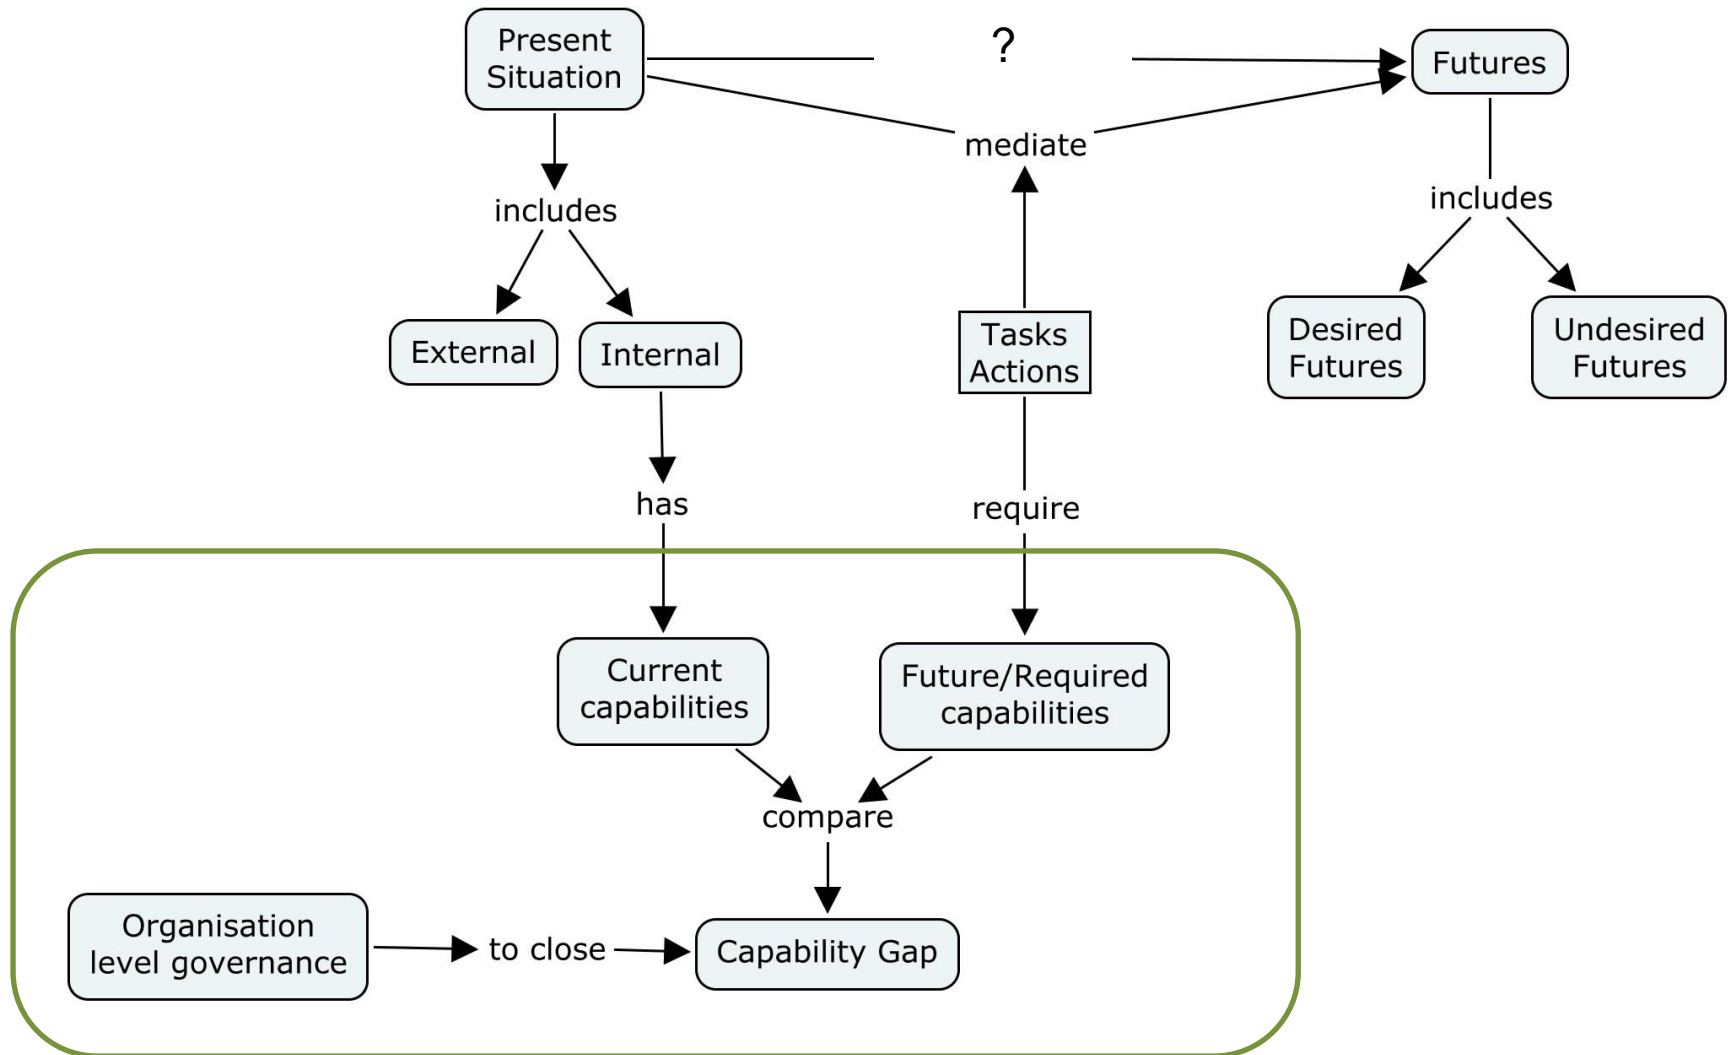 Present
Situation
?
Futures
mediate
includes
includes
External
Internal
Tasks
Actions
Desired
Futures
Undesired
Futures
has
require
Current
capabilities
Future/Required
capabilities
compare
Organisation
level governance
to close
Capability Gap